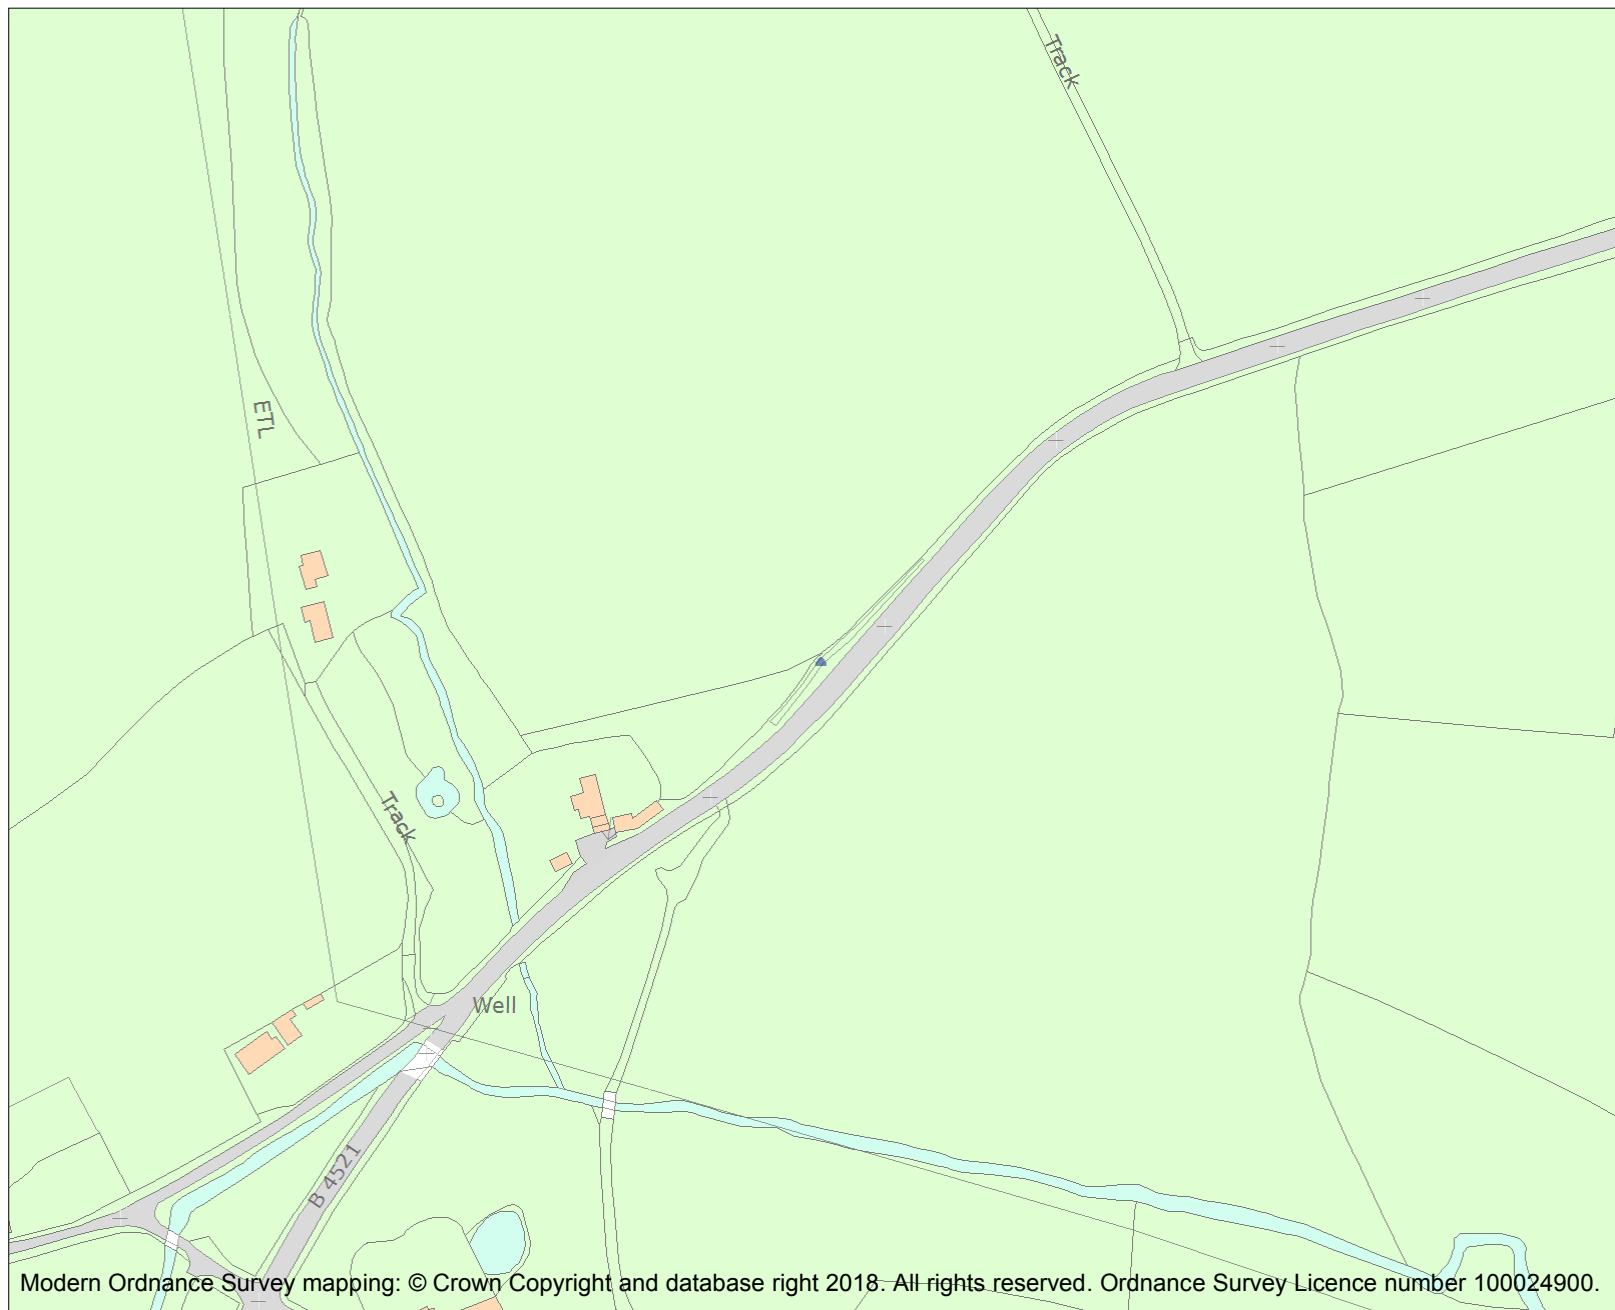 Track
ETL
Track
Well
B 4521
Modern Ordnance Survey mapping: © Crown Copyright and database right 2018. All rights reserved. Ordnance Survey Licence number 100024900.